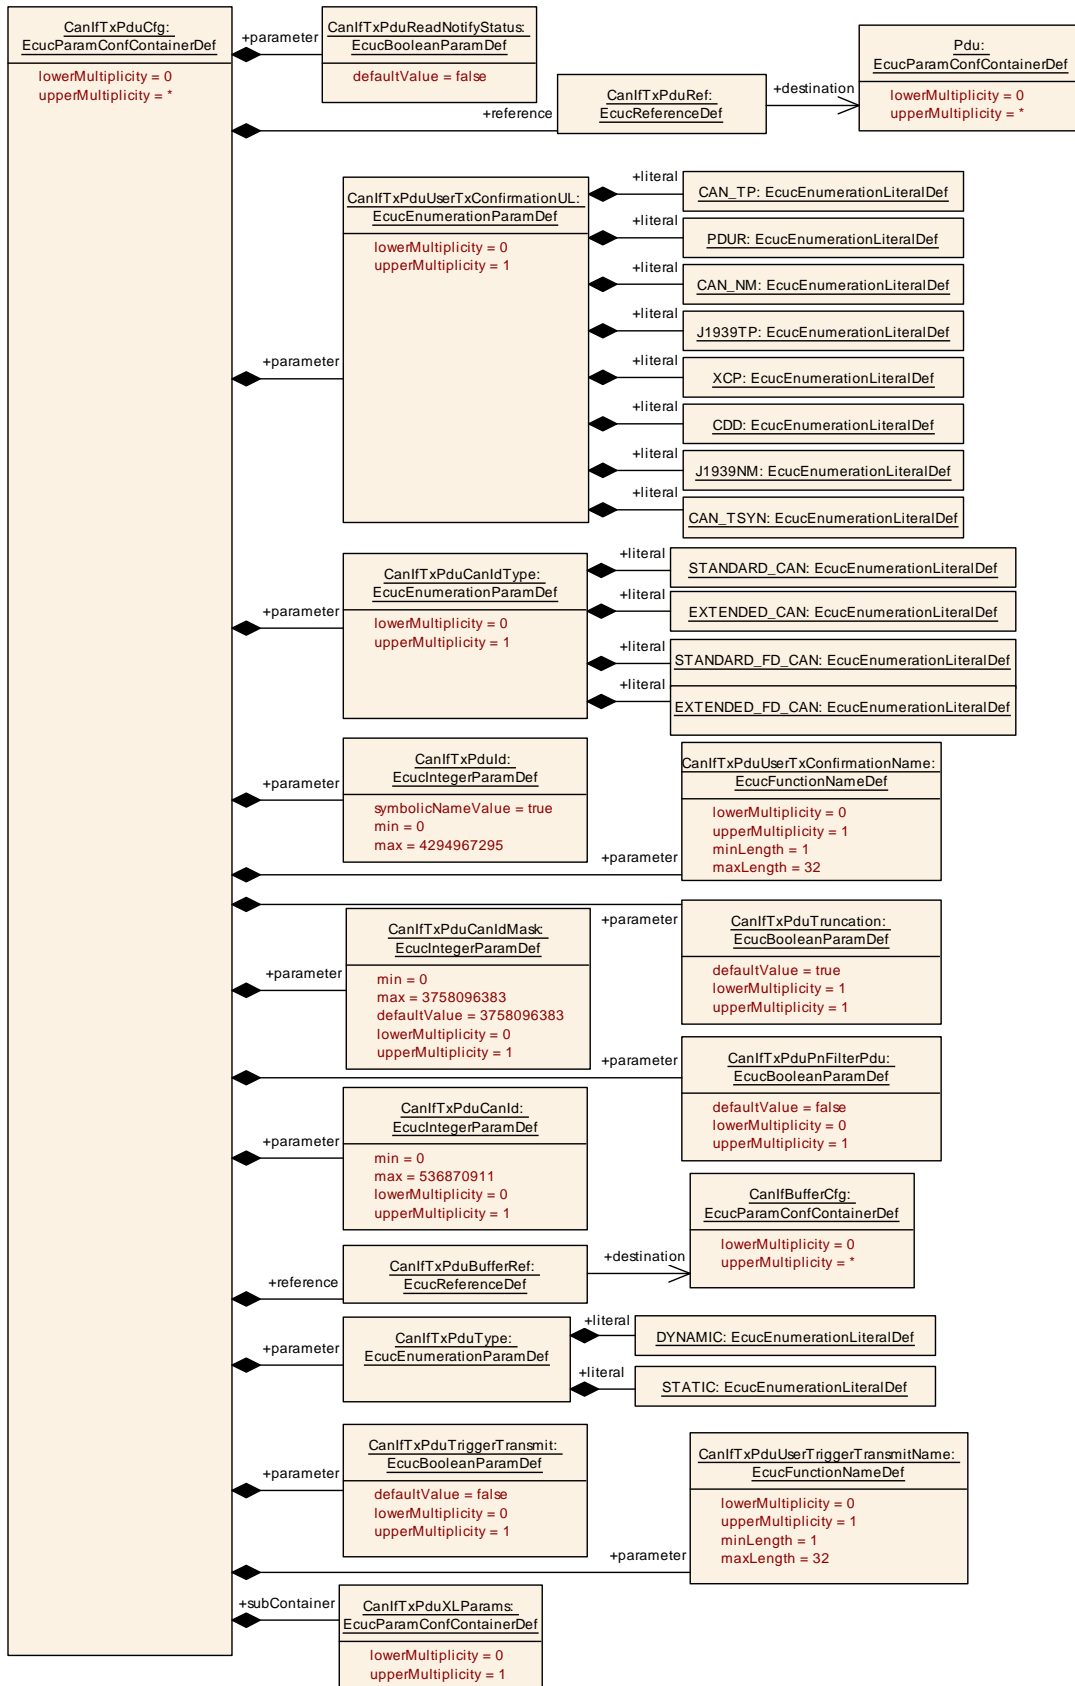 CanIfTxPduCfg:
EcucParamConfContainerDef
lowerMultiplicity = 0
upperMultiplicity = *
+parameter
CanIfTxPduReadNotifyStatus:
EcucBooleanParamDef
defaultValue = false
+reference
CanIfTxPduRef:
EcucReferenceDef
+destination
Pdu:
EcucParamConfContainerDef
lowerMultiplicity = 0
upperMultiplicity = *
+parameter
CanIfTxPduUserTxConfirmationUL:
EcucEnumerationParamDef
lowerMultiplicity = 0
upperMultiplicity = 1
+literal
CAN_TP: EcucEnumerationLiteralDef
+literal
PDUR: EcucEnumerationLiteralDef
+literal
CAN_NM: EcucEnumerationLiteralDef
+literal
J1939TP: EcucEnumerationLiteralDef
+literal
XCP: EcucEnumerationLiteralDef
+literal
CDD: EcucEnumerationLiteralDef
+literal
J1939NM: EcucEnumerationLiteralDef
+literal
CAN_TSYN: EcucEnumerationLiteralDef
+parameter
CanIfTxPduCanIdType:
EcucEnumerationParamDef
lowerMultiplicity = 0
upperMultiplicity = 1
+literal
STANDARD_CAN: EcucEnumerationLiteralDef
+literal
EXTENDED_CAN: EcucEnumerationLiteralDef
+literal
STANDARD_FD_CAN: EcucEnumerationLiteralDef
+literal
EXTENDED_FD_CAN: EcucEnumerationLiteralDef
+parameter
CanIfTxPduId:
EcucIntegerParamDef
symbolicNameValue = true
min = 0
max = 4294967295
+parameter
CanIfTxPduUserTxConfirmationName:
EcucFunctionNameDef
lowerMultiplicity = 0
upperMultiplicity = 1
minLength = 1
maxLength = 32
+parameter
CanIfTxPduTruncation:
EcucBooleanParamDef
defaultValue = true
lowerMultiplicity = 1
upperMultiplicity = 1
+parameter
CanIfTxPduCanIdMask:
EcucIntegerParamDef
min = 0
max = 3758096383
defaultValue = 3758096383
lowerMultiplicity = 0
upperMultiplicity = 1
+parameter
CanIfTxPduPnFilterPdu:
EcucBooleanParamDef
defaultValue = false
lowerMultiplicity = 0
upperMultiplicity = 1
+parameter
CanIfTxPduCanId:
EcucIntegerParamDef
min = 0
max = 536870911
lowerMultiplicity = 0
upperMultiplicity = 1
+reference
CanIfTxPduBufferRef:
EcucReferenceDef
+destination
CanIfBufferCfg:
EcucParamConfContainerDef
lowerMultiplicity = 0
upperMultiplicity = *
+parameter
CanIfTxPduType:
EcucEnumerationParamDef
+literal
DYNAMIC: EcucEnumerationLiteralDef
+literal
STATIC: EcucEnumerationLiteralDef
+parameter
CanIfTxPduTriggerTransmit:
EcucBooleanParamDef
defaultValue = false
lowerMultiplicity = 0
upperMultiplicity = 1
+parameter
CanIfTxPduUserTriggerTransmitName:
EcucFunctionNameDef
lowerMultiplicity = 0
upperMultiplicity = 1
minLength = 1
maxLength = 32
+subContainer
CanIfTxPduXLParams:
EcucParamConfContainerDef
lowerMultiplicity = 0
upperMultiplicity = 1